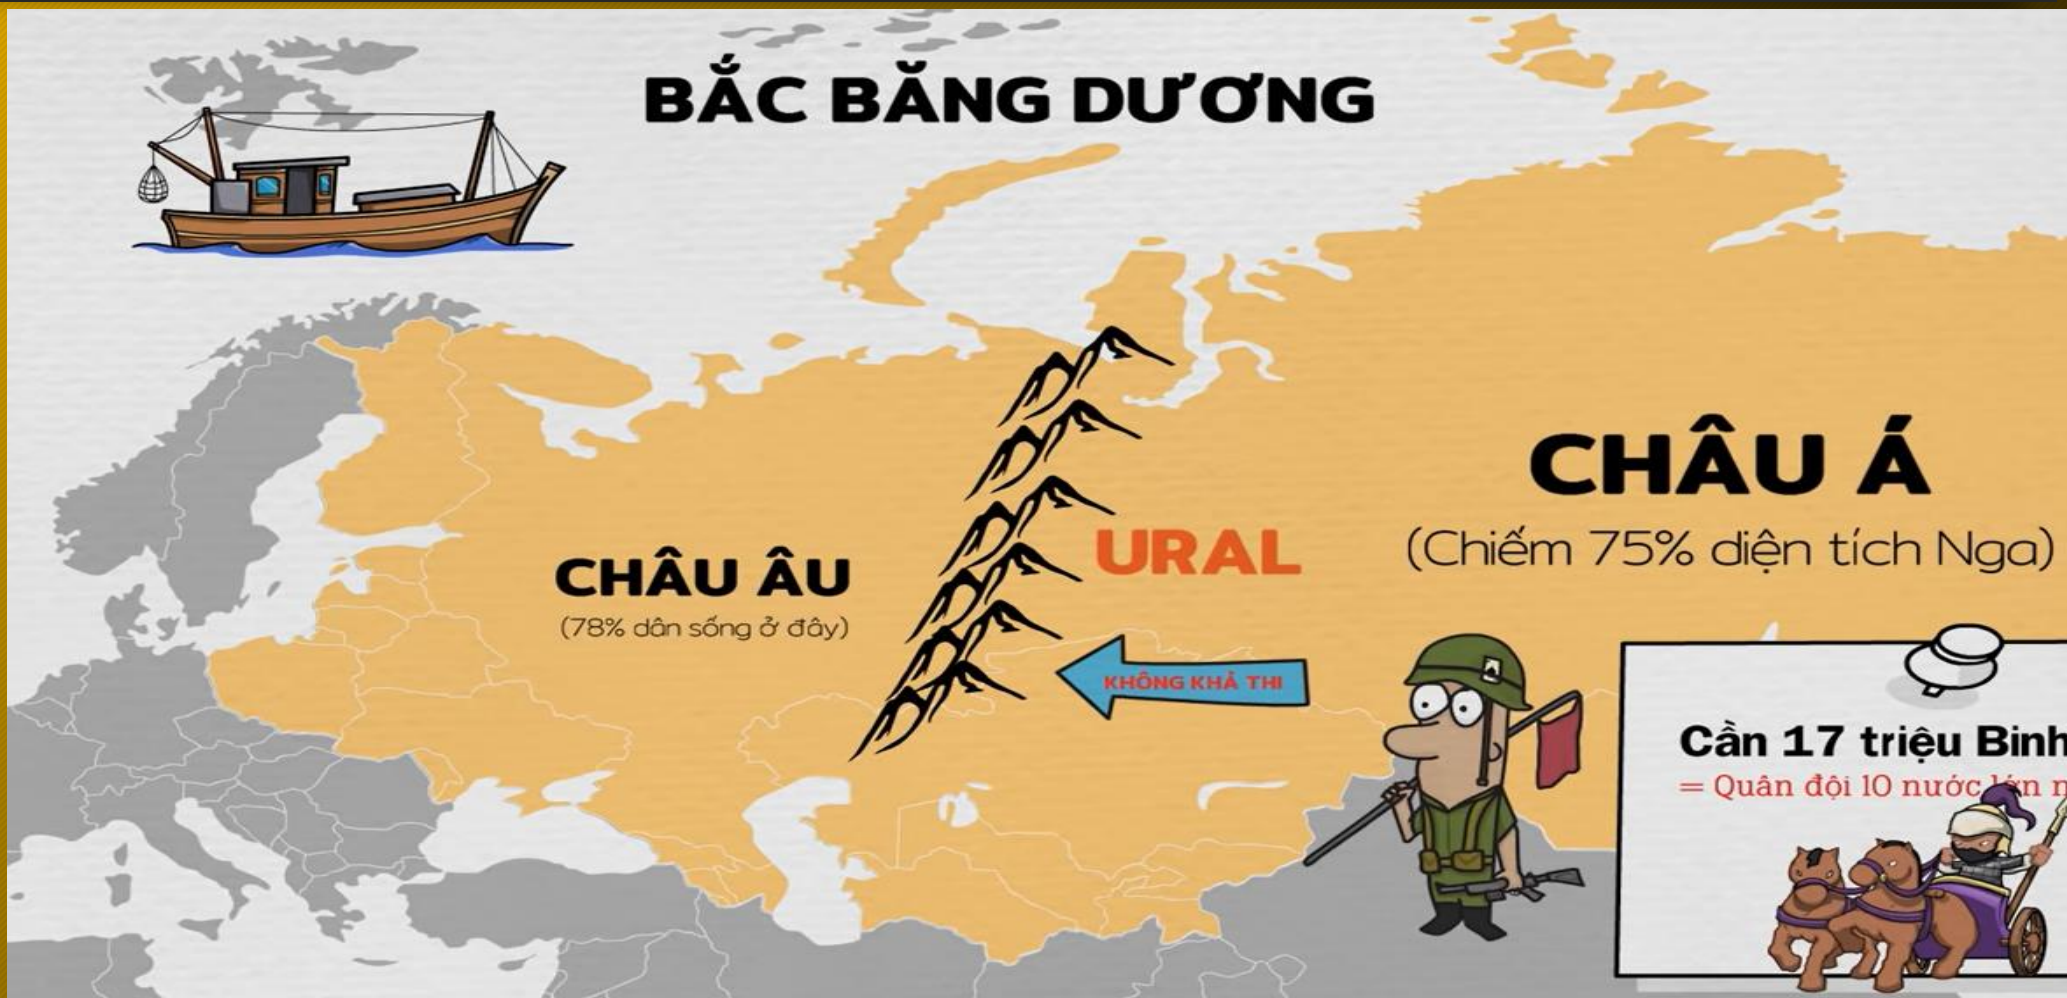 BẮC BĂNG DƯƠNG
CHÂU Á
(Chiếm 75% diện tích Nga)
URAL
CHÂU ÂU
(78% dân sống ở đây)
KHÔNG KHẢ THI
Cần 17 triệu Binh
= Quân đội 10 nước